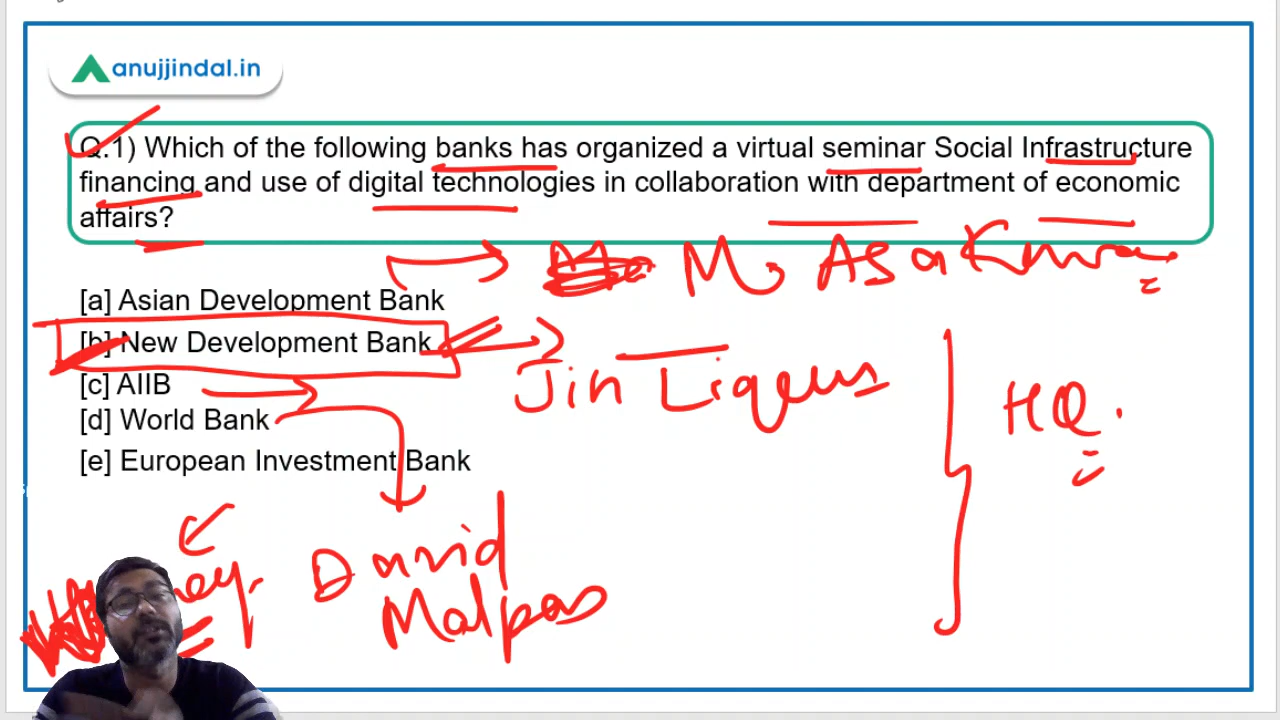 anujjindal.in
Q.1) Which of the following banks has organized a virtual seminar Social Infrastructure
financing and use of digital technologies in collaboration with department of economic
affairs?
M. Asakawa
[a] Asian Development Bank
[b] New Development Bank
Jin Liqeun
[c] AIIB
HQ.
[d] World Bank
[e] European Investment Bank
David
Malpas